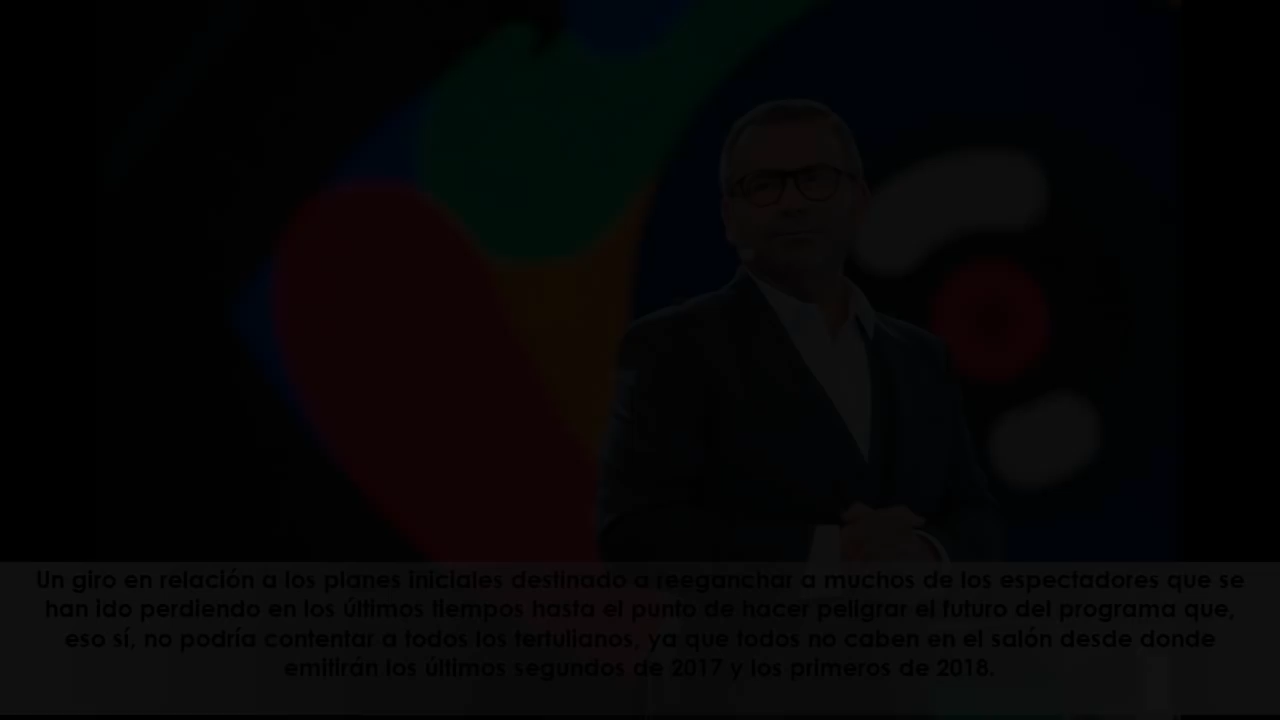 Un giro en relación a los planes iniciales destinado a reenganchar a muchos de los espectadores que se
han ido perdiendo en los últimos tiempos hasta el punto de hacer peligrar el futuro del programa que,
eso sí, no podría contentar a todos los tertulianos, ya que todos no caben en el salón desde donde
emitirán los últimos segundos de 2017 y los primeros de 2018.